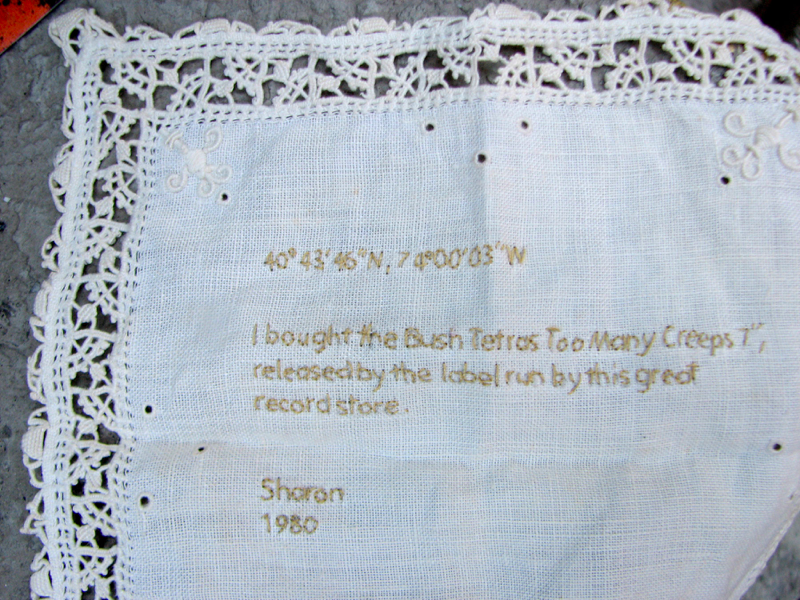 40° 43' 46"N, 74°00'03"W
I bought the Bush Tetras Too Many Creeps 7",
released by the label run by this great
record store.
Sharon
1980